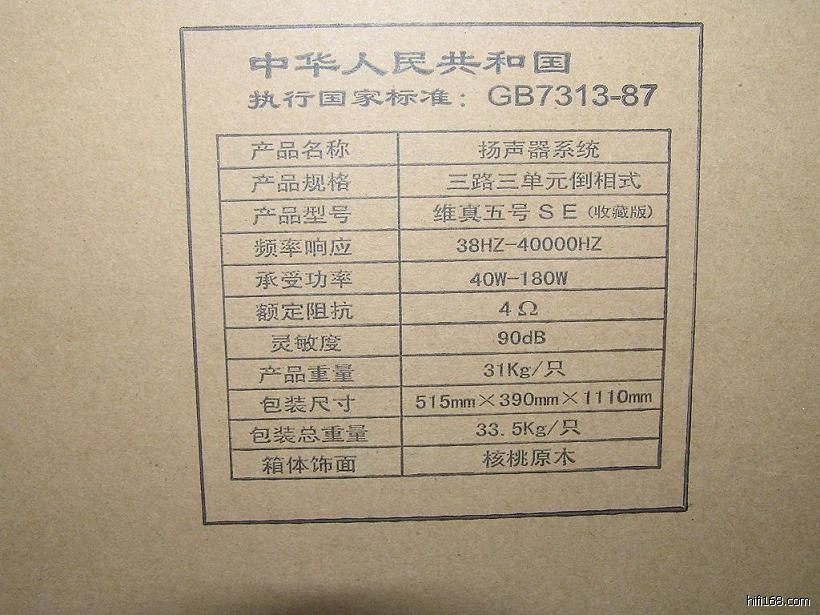 中华人民共和国
执行国家标准: GB7313-87
产品名称 扬声器系统
产品规格 三路三单元倒相式
产品型号 维真五号SE(收藏版)
频率响应 38HZ-40000HZ
承受功率 40W-180W
额定阻抗 4Ω
灵敏度 90dB
产品重量 31Kg/只
包装尺寸 515mm×390mm×1110mm
包装总重量 33.5Kg/只
箱体饰面 核桃原木
hifi168.com